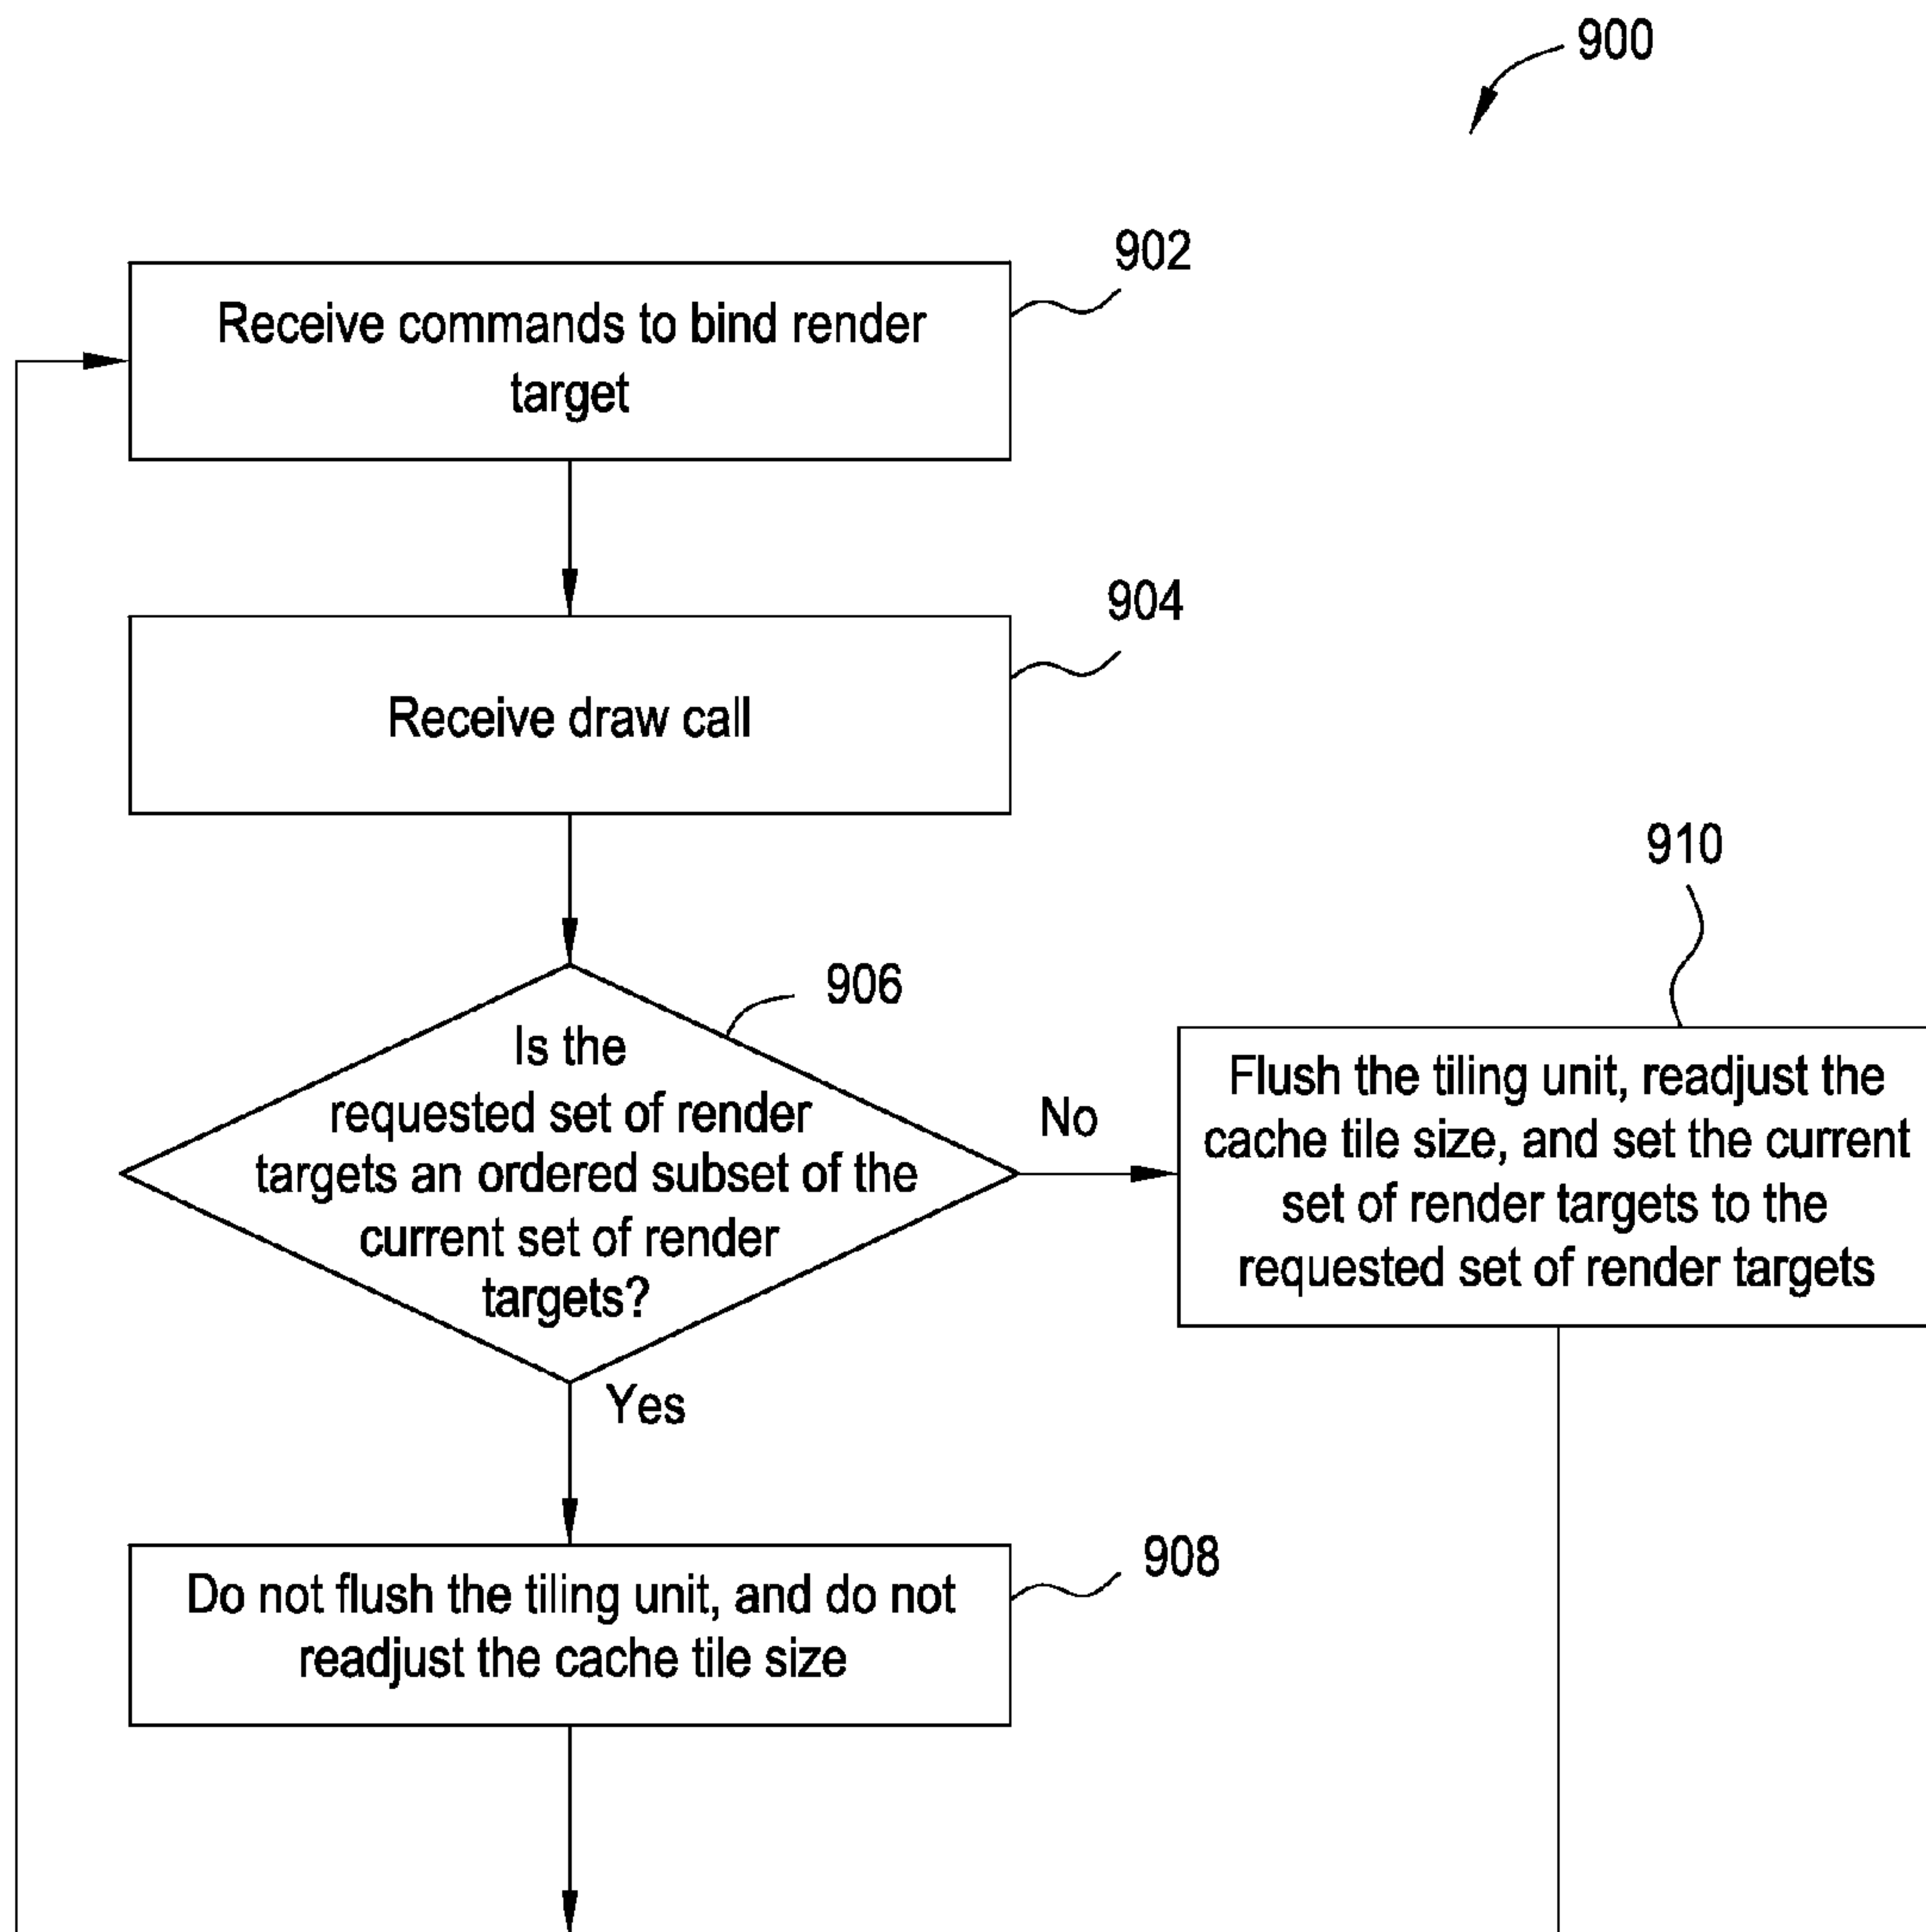 900
902
Receive commands to bind render
target
904
Receive draw call
906
Is the
requested set of render
targets an ordered subset of the
current set of render
targets?
No
910
Flush the tiling unit, readjust the
cache tile size, and set the current
set of render targets to the
requested set of render targets
Yes
908
Do not flush the tiling unit, and do not
readjust the cache tile size